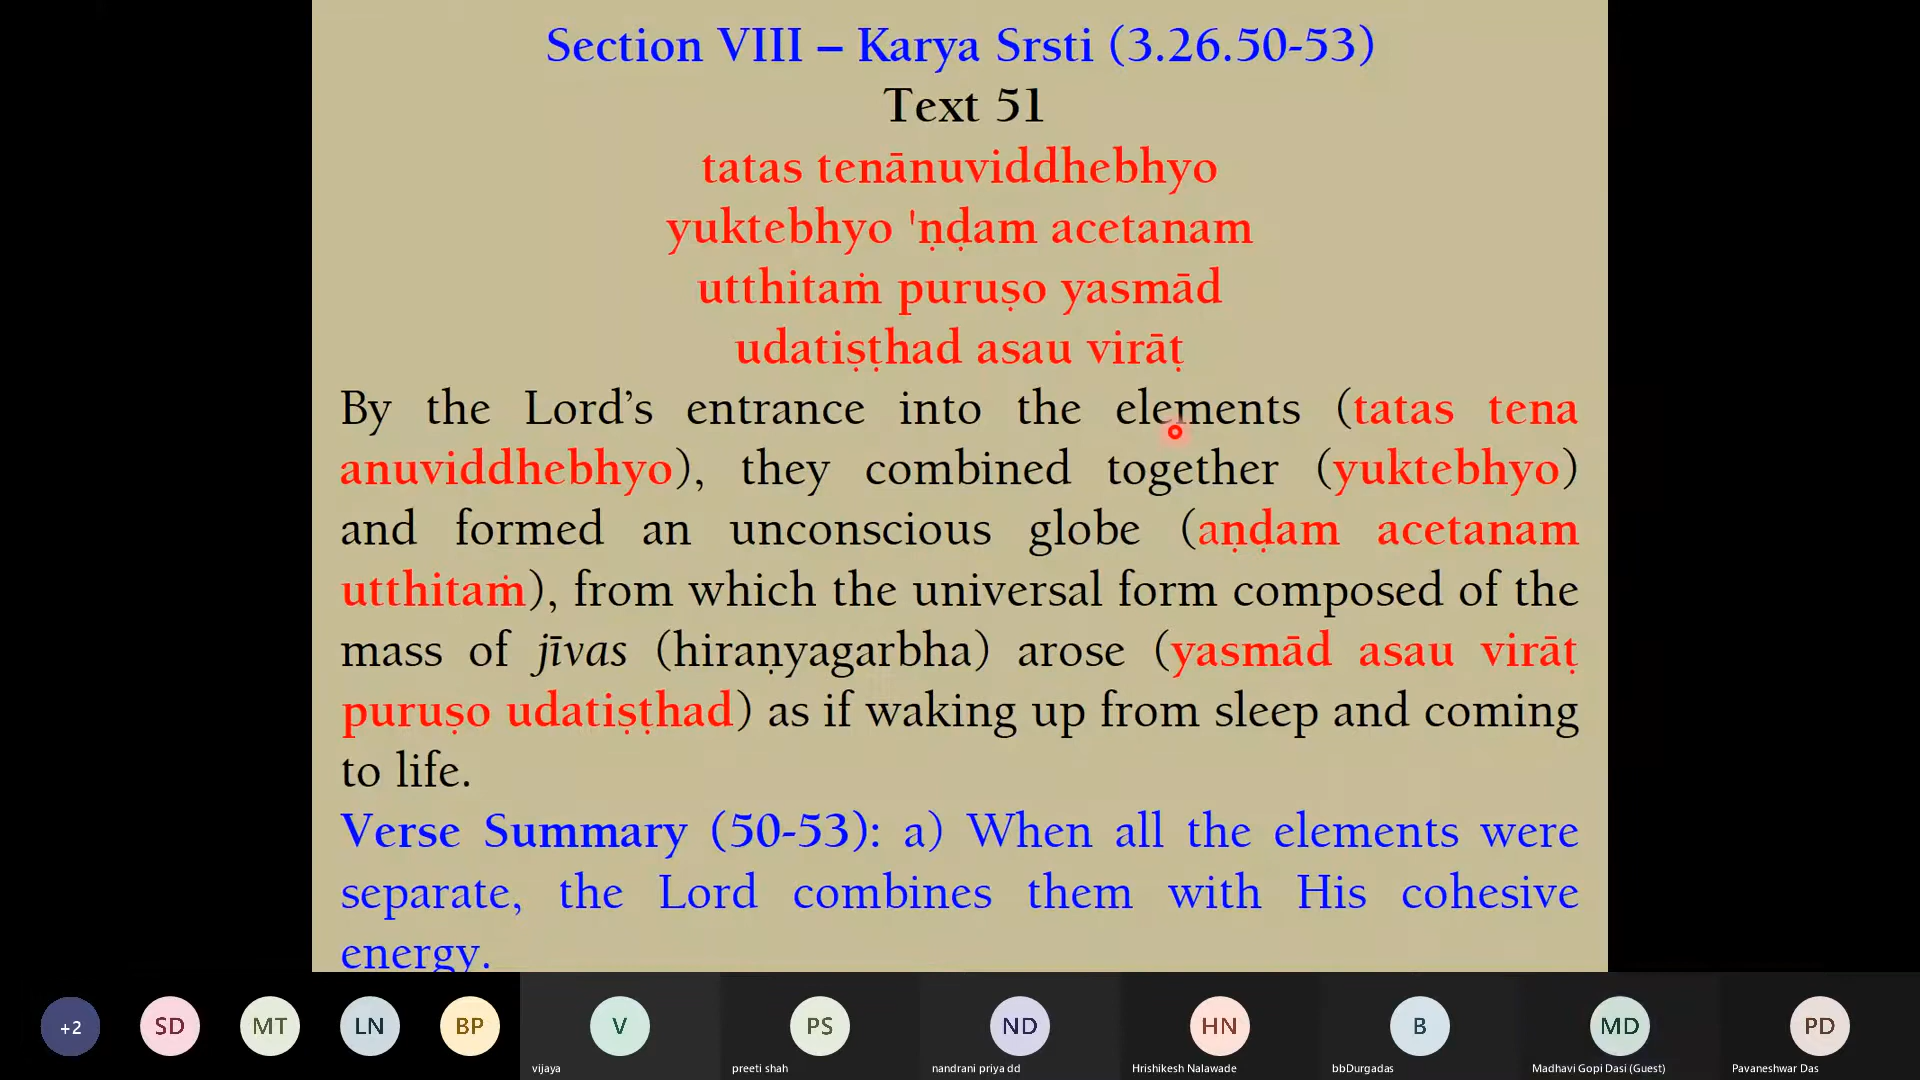 Section VIII – Karya Srsti (3.26.50-53)
Text 51
tatas tenānuviddhebhyo
yuktebhyo 'ṇḍam acetanam
utthitaṁ puruṣo yasmād
udatiṣṭhad asau virāṭ
By the Lord’s entrance into the elements (tatas tena
anuviddhebhyo), they combined together (yuktebhyo)
and formed an unconscious globe (aṇḍam acetanam
utthitaṁ), from which the universal form composed of the
mass of jīvas (hiraṇyagarbha) arose (yasmād asau virāṭ
puruṣo udatiṣṭhad) as if waking up from sleep and coming
to life.
Verse Summary (50-53): a) When all the elements were
separate, the Lord combines them with His cohesive
energy.
+2 SD MT LN BP V PS ND HN B MD PD
vijaya preeti shah nandrani priya dd Hrishikesh Nalawade bbDurgadas Madhavi Gopi Dasi (Guest) Pavaneshwar Das